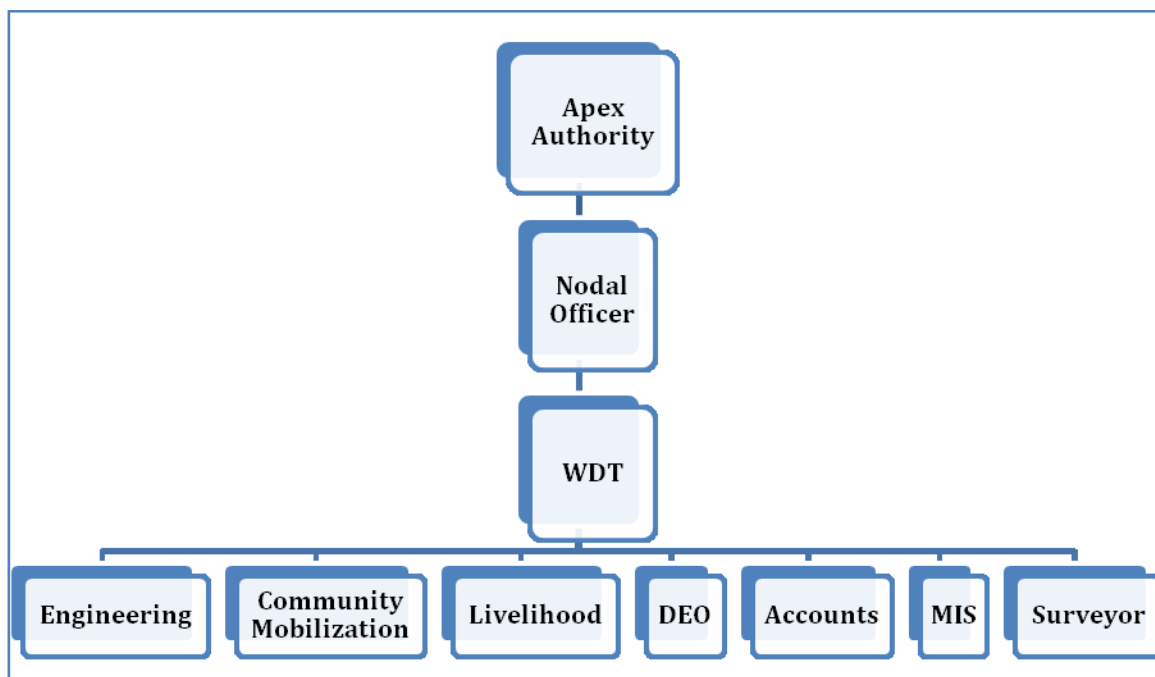 Apex
Authority
Nodal
Officer
WDT
Engineering
Community
Mobilization
Livelihood
DEO
Accounts
MIS
Surveyor